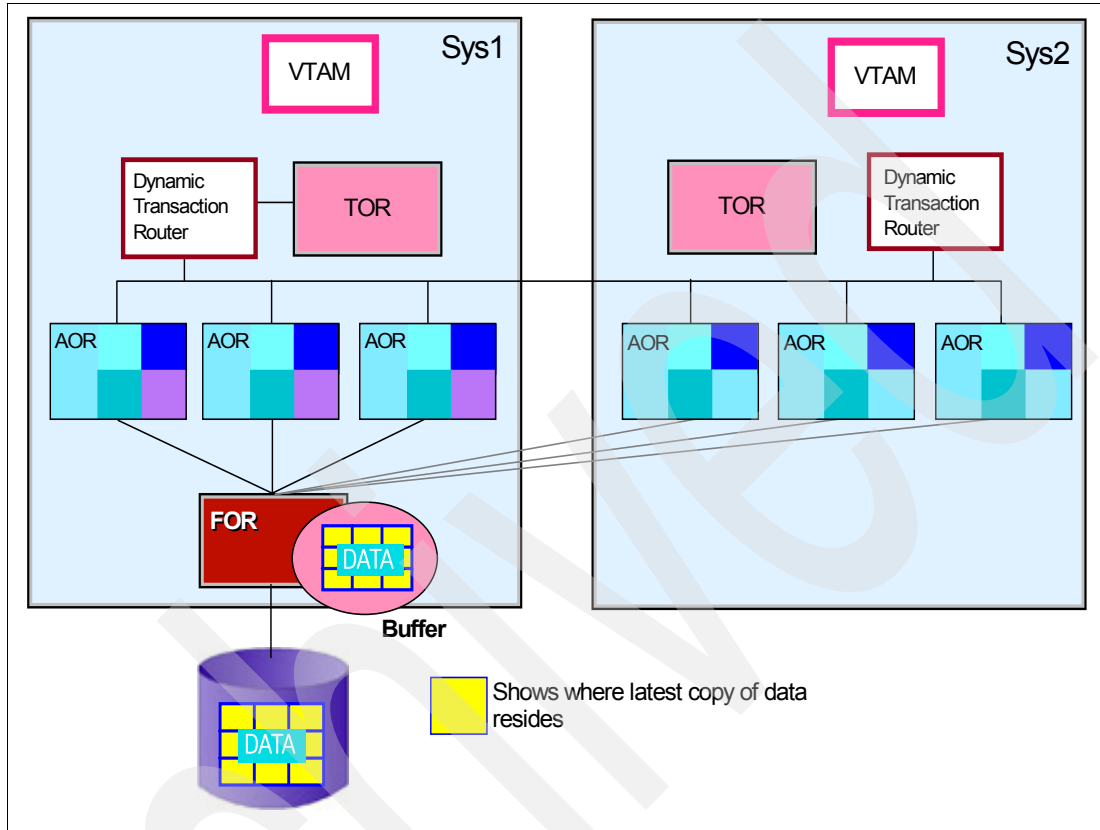 Sys1
VTAM
Dynamic
Transaction
Router
TOR
AOR
AOR
AOR
FOR
DATA
Buffer
DATA
Sys2
VTAM
TOR
Dynamic
Transaction
Router
AOR
AOR
AOR
Shows where latest copy of data
resides